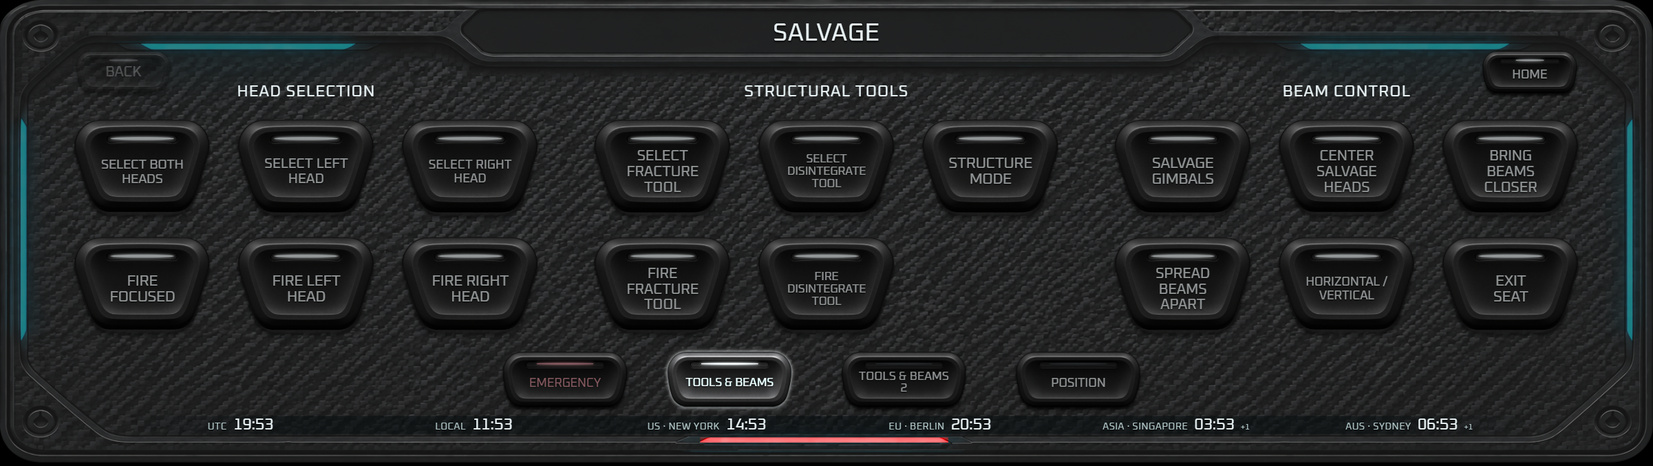 SALVAGE
BACK
HOME
HEAD SELECTION
STRUCTURAL TOOLS
BEAM CONTROL
SELECT BOTH
HEADS
SELECT LEFT
HEAD
SELECT RIGHT
HEAD
SELECT
FRACTURE
TOOL
SELECT
DISINTEGRATE
TOOL
STRUCTURE
MODE
SALVAGE
GIMBALS
CENTER
SALVAGE
HEADS
BRING
BEAMS
CLOSER
FIRE
FOCUSED
FIRE LEFT
HEAD
FIRE RIGHT
HEAD
FIRE
FRACTURE
TOOL
FIRE
DISINTEGRATE
TOOL
SPREAD
BEAMS
APART
HORIZONTAL /
VERTICAL
EXIT
SEAT
EMERGENCY
TOOLS & BEAMS
TOOLS & BEAMS
2
POSITION
UTC 19:53
LOCAL 11:53
US · NEW YORK 14:53
EU · BERLIN 20:53
ASIA · SINGAPORE 03:53 +1
AUS · SYDNEY 06:53 +1